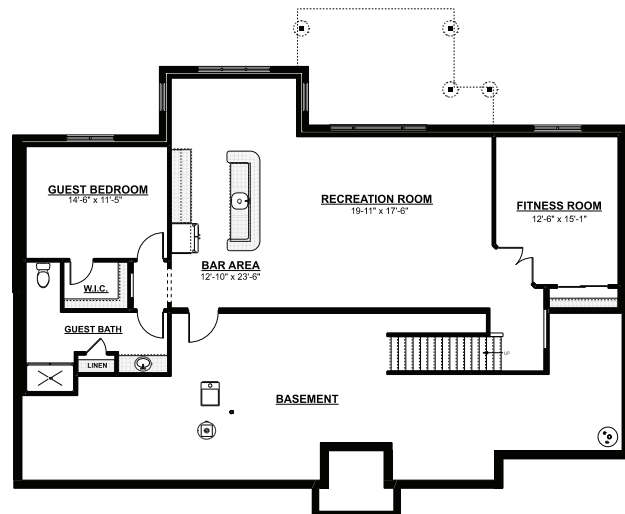 GUEST BEDROOM
14'-6" x 11'-5"
RECREATION ROOM
19-11" x 17'-6"
FITNESS ROOM
12'-6" x 15'-1"
BAR AREA
12'-10" x 23'-6"
W.I.C.
GUEST BATH
LINEN
UP
BASEMENT